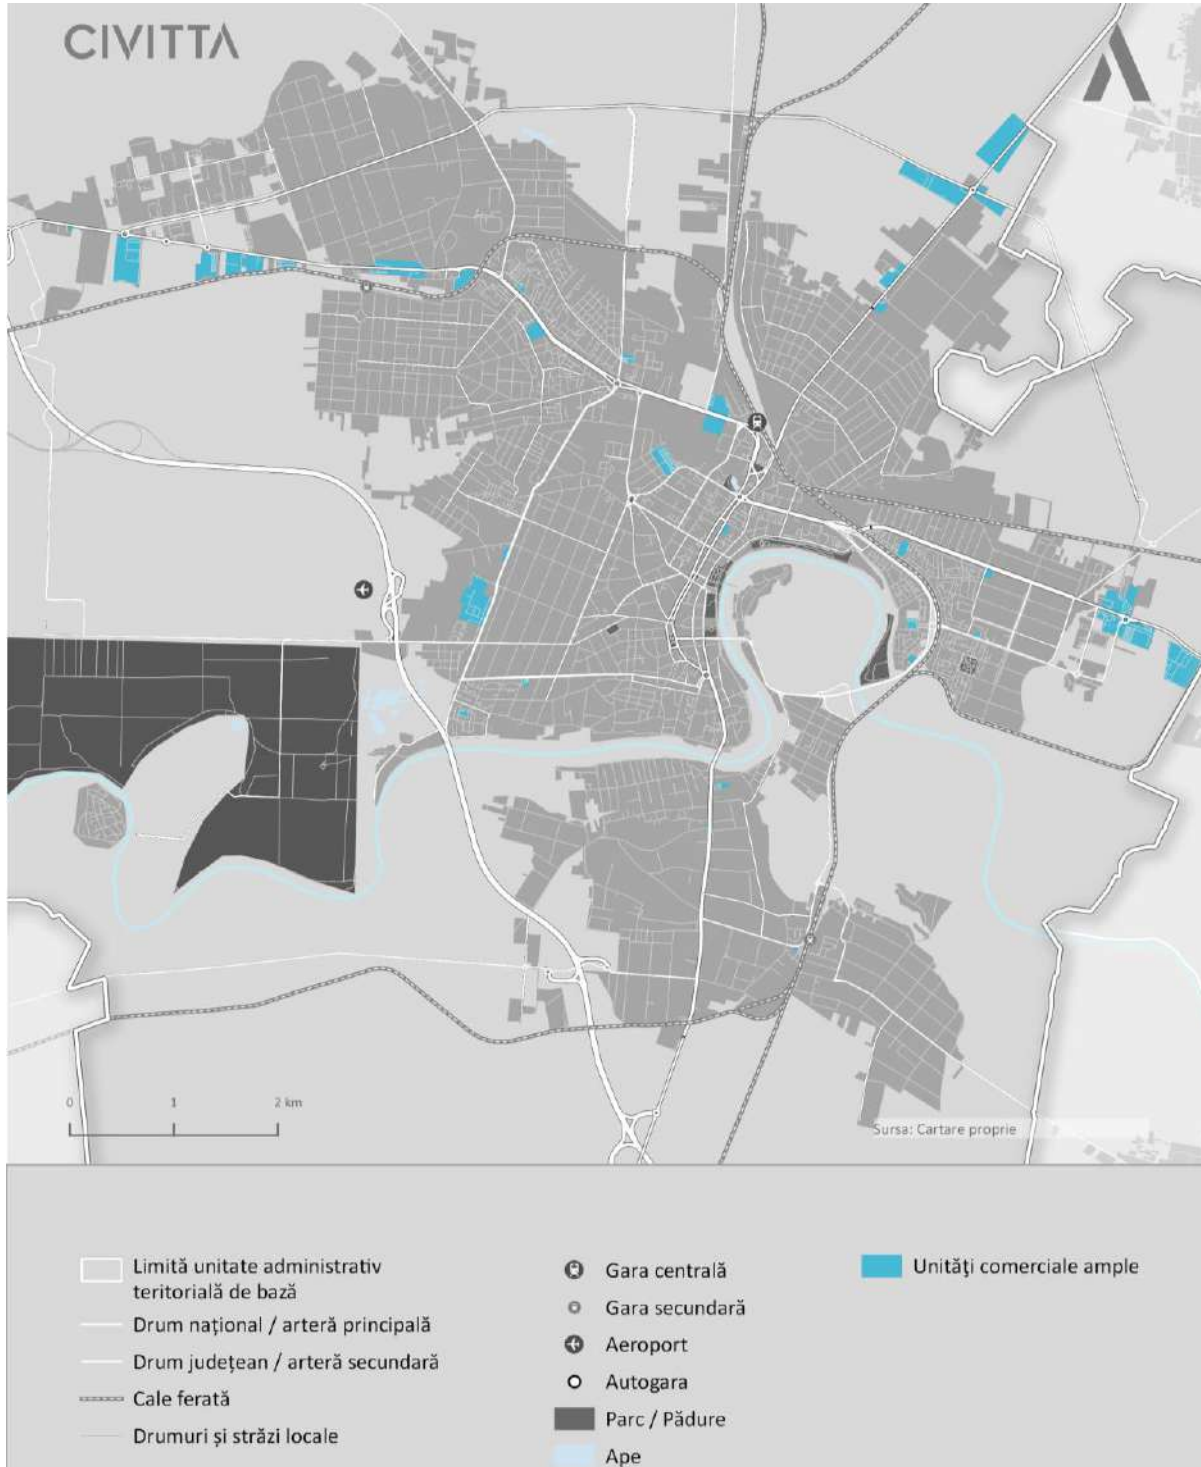 CIVITTA
0 1 2 km
Sursa: Cartare proprie
Limită unitate administrativ
teritorială de bază
Drum național / arteră principală
Drum județean / arteră secundară
Cale ferată
Drumuri și străzi locale
Gara centrală
Gara secundară
Aeroport
Autogara
Parc / Pădure
Ape
Unităţi comerciale ample